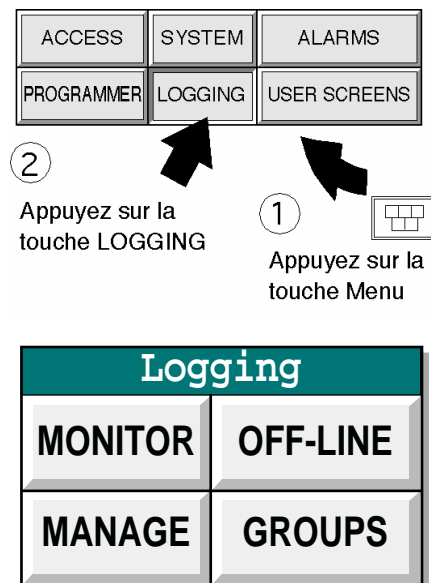 ACCESS SYSTEM ALARMS
PROGRAMMER LOGGING USER SCREENS
2
Appuyez sur la
touche LOGGING
1
Appuyez sur la
touche Menu
Logging
MONITOR OFF-LINE
MANAGE GROUPS